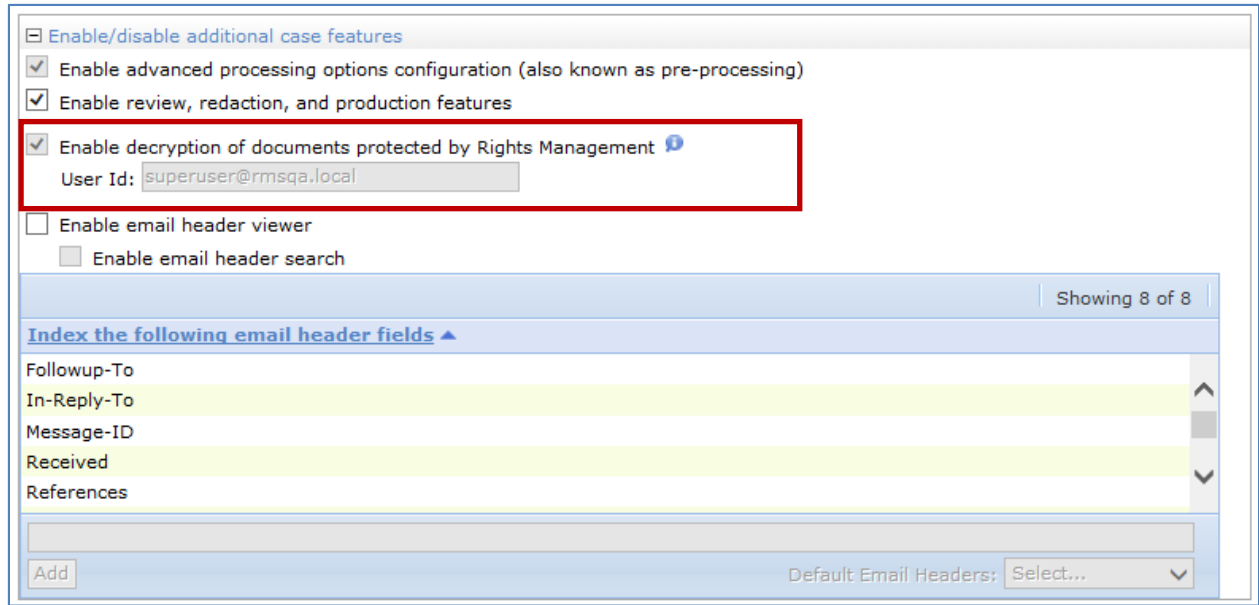 Enable/disable additional case features
Enable advanced processing options configuration (also known as pre-processing)
Enable review, redaction, and production features
Enable decryption of documents protected by Rights Management
User Id: superuser@rmsqa.local
Enable email header viewer
Enable email header search
Showing 8 of 8
Index the following email header fields
Followup-To
In-Reply-To
Message-ID
Received
References
Add Default Email Headers: Select...